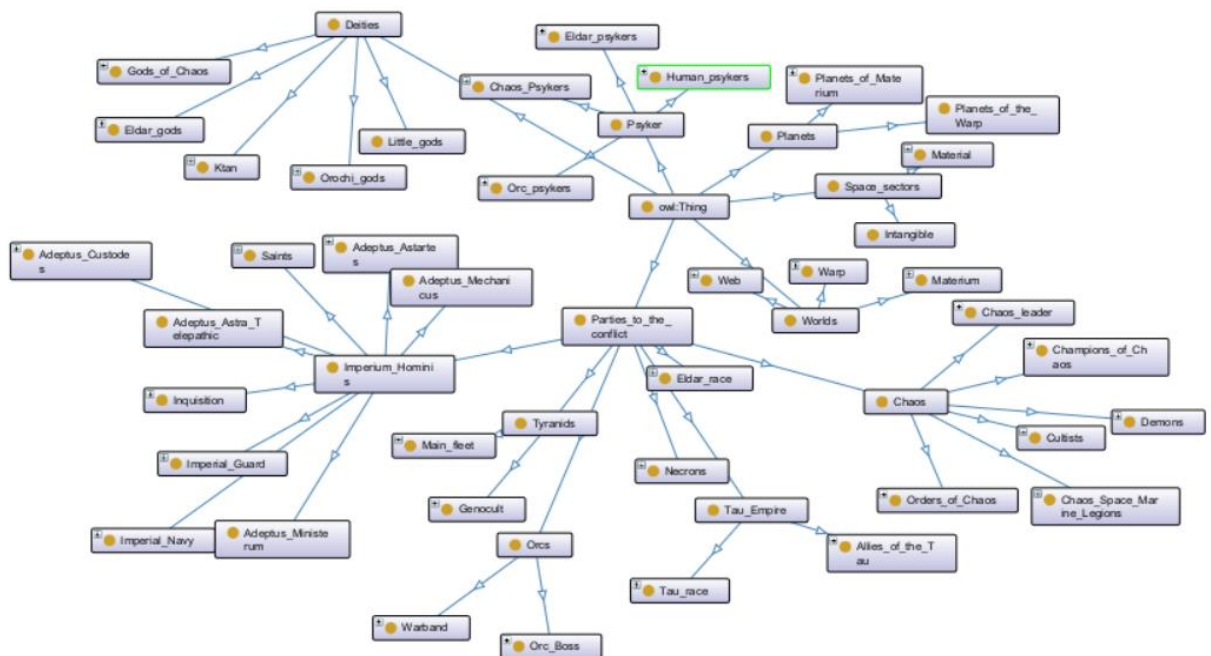 Deities
Eldar_psykers
Gods_of_Chaos
Chaos_Psykers
Human_psykers
Planets_of_Mate
rium
Eldar_gods
Psyker
Planets
Planets_of_the_
Warp
Little_gods
Ktan
Orochi_gods
Orc_psykers
Material
Space_sectors
owl:Thing
Intangible
Adeptus_Custode
s
Saints
Adeptus_Astarte
s
Adeptus_Mechani
cus
Web
Warp
Materium
Adeptus_Astra_T
elepathic
Parties_to_the_
conflict
Worlds
Chaos_leader
Imperium_Homini
s
Eldar_race
Champions_of_Ch
aos
Inquisition
Chaos
Tyranids
Demons
Main_fleet
Cultists
Imperial_Guard
Necrons
Genocult
Tau_Empire
Orders_of_Chaos
Chaos_Space_Mar
ine_Legions
Imperial_Navy
Adeptus_Ministe
rum
Orcs
Allies_of_the_T
au
Tau_race
Warband
Orc_Boss